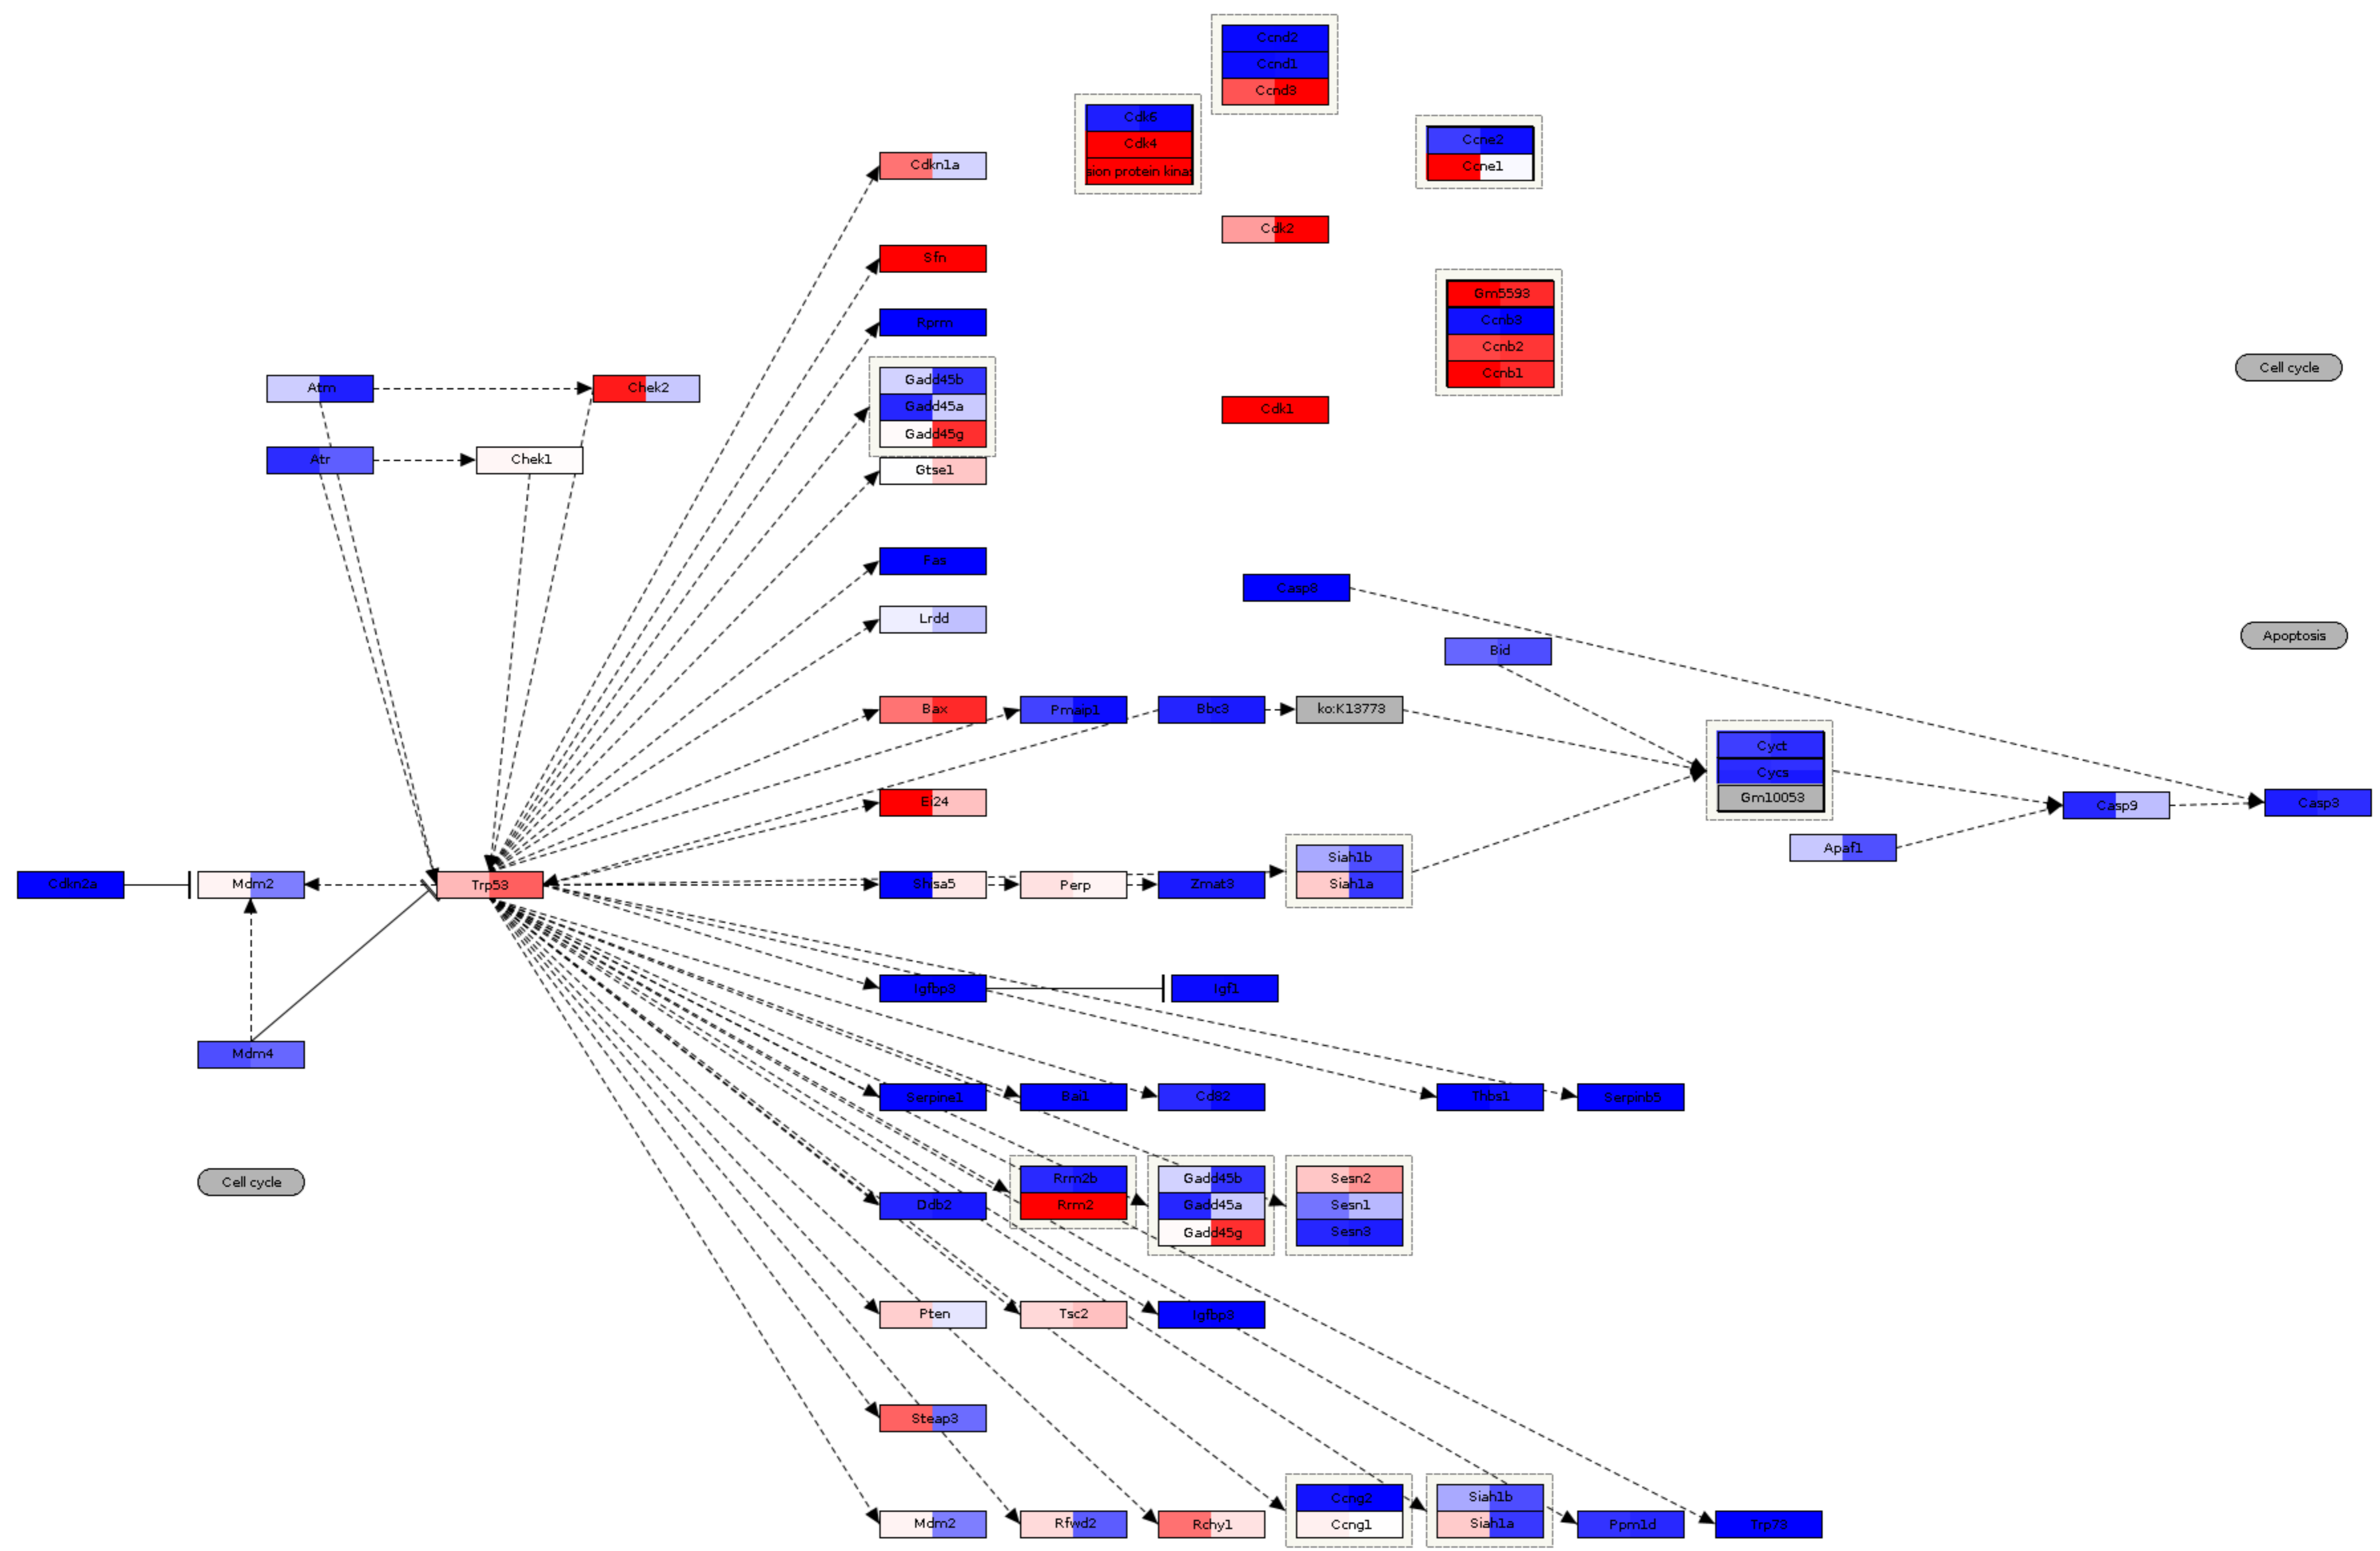 Ccnd2
Ccnd1
Ccnd3
Cdk6
Cdk4
sion protein kina
Ccne2
Ccne1
Cdkn1a
Cdk2
Sfn
Gm5593
Ccnb3
Ccnb2
Ccnb1
Rprm
Cell cycle
Atm
Chek2
Gadd45b
Gadd45a
Gadd45g
Cdk1
Atr
Chek1
Gtse1
Fas
Casp8
Lrdd
Apoptosis
Bid
Bax
Pmaip1
Bbc3
ko:K13773
Cyct
Cycs
Gm10053
Ei24
Casp9
Casp3
Apaf1
Siah1b
Siah1a
Cdkn2a
Mdm2
Trp53
Shisa5
Perp
Zmat3
Igfbp3
Igf1
Mdm4
Serpine1
Bai1
Cd82
Thbs1
Serpinb5
Cell cycle
Rrm2b
Rrm2
Gadd45b
Gadd45a
Gadd45g
Sesn2
Sesn1
Sesn3
Ddb2
Pten
Tsc2
Igfbp3
Steap3
Mdm2
Rfwd2
Rchy1
Ccng2
Ccng1
Siah1b
Siah1a
Ppm1d
Trp73